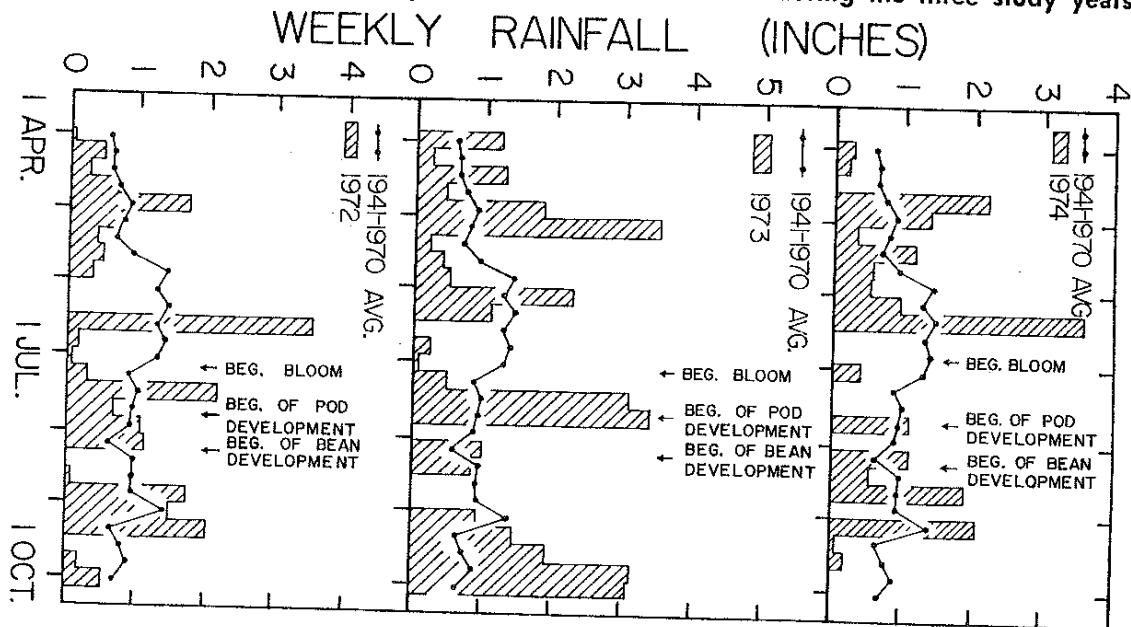 the three study years
WEEKLY RAINFALL (INCHES)
0 1 2 3 4
0 1 2 3 4 5
0 1 2 3 4
1941-1970 AVG.
1972
1941-1970 AVG.
1973
1941-1970 AVG.
1974
← BEG. BLOOM
← BEG. OF POD
DEVELOPMENT
← BEG. OF BEAN
DEVELOPMENT
← BEG. BLOOM
← BEG. OF POD
DEVELOPMENT
← BEG. OF BEAN
DEVELOPMENT
← BEG. BLOOM
← BEG. OF POD
DEVELOPMENT
← BEG. OF BEAN
DEVELOPMENT
1 APR.
1 JUL.
1 OCT.